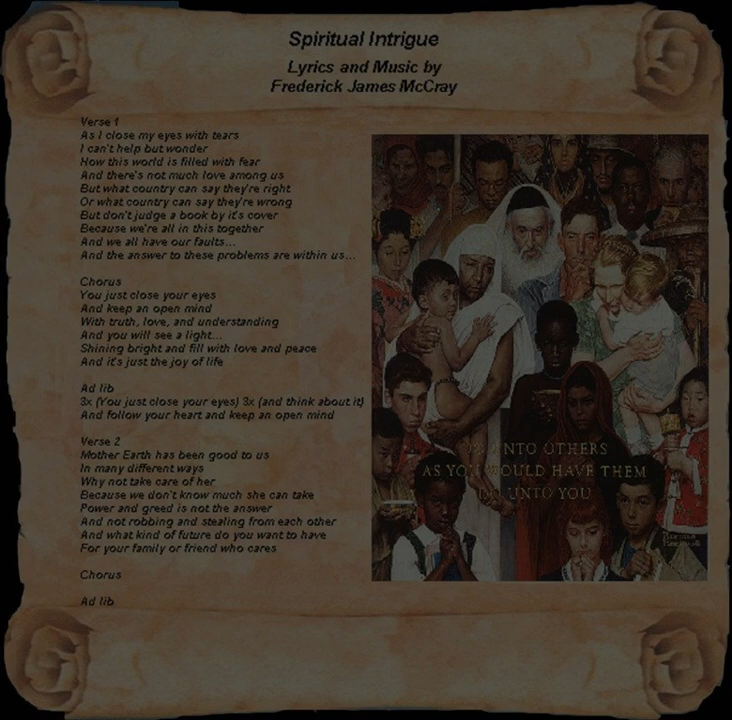 Spiritual Intrigue
Lyrics and Music by
Frederick James McCray
Verse 1
As I close my eyes with tears
I can't help but wonder
How this world is filled with fear
And there's not much love among us
But what country can say they're right
Or what country can say they're wrong
But don't judge a book by it's cover
Because we're all in this together
And we all have our faults...
And the answer to these problems are within us...
Chorus
You just close your eyes
And keep an open mind
With truth, love, and understanding
And you will see a light...
Shining bright and fill with love and peace
And it's just the joy of life
Ad lib
3x (You just close your eyes) 3x (and think about it)
And follow your heart and keep an open mind
Verse 2
Mother Earth has been good to us
In many different ways
Why not take care of her
Because we don't know much she can take
Power and greed is not the answer
And not robbing and stealing from each other
And what kind of future do you want to have
For your family or friend who cares
Chorus
Ad lib
DO UNTO OTHERS
AS YOU WOULD HAVE THEM
DO UNTO YOU
Norman
Rockwell